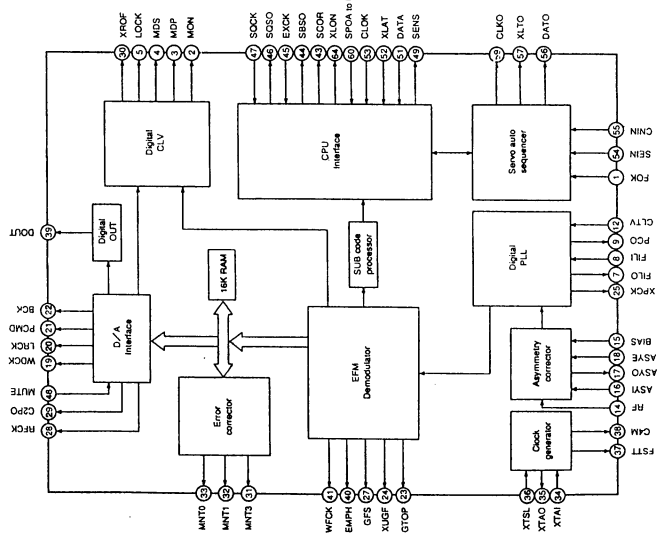 XROF 30
LOCK 5
MDS 4
MDP 3
MON 2
SQCK 47
SQSO 46
EXCK 45
SBSO 44
SCOR 43
XLON 64
SPOA to 60
CLOK 53
XLAT 52
DATA 51
SENS 49
CLKO
XLTO 57
DATO 56
Digital
CLV
CPU
Interface
Servo auto
sequencer
CNIN 55
SEIN 54
FOK 1
DOUT 39
Digital
OUT
16K RAM
SUB code
processor
Digital
PLL
CLTV 12
PCO 9
FILI 8
FILO 7
XPCK 25
BCK 22
PCMD 21
LRCK 20
WDCK 19
MUTE 48
C2PO 29
RFCK 28
D/A
Interface
Error
corrector
EFM
Demodulator
Asymmetry
corrector
Clock
generator
BIAS 15
ASYE 18
ASYO 17
ASYI 16
RF 14
C4M 38
FSTT 37
MNT0 33
MNT1 32
MNT3 31
WFCK 41
EMPH 40
GFS 27
XUGF 24
GTOP 23
XTSL 36
XTAO 35
XTAI 34